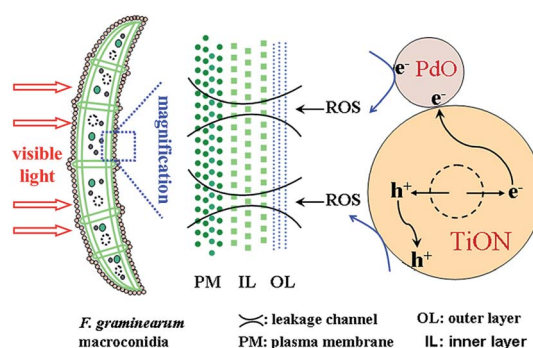 visible
light
magnification
ROS
ROS
e⁻
PdO
e⁻
h⁺
e⁻
TiON
h⁺
PM IL OL
F. graminearum
macroconidia
: leakage channel
PM: plasma membrane
OL: outer layer
IL: inner layer